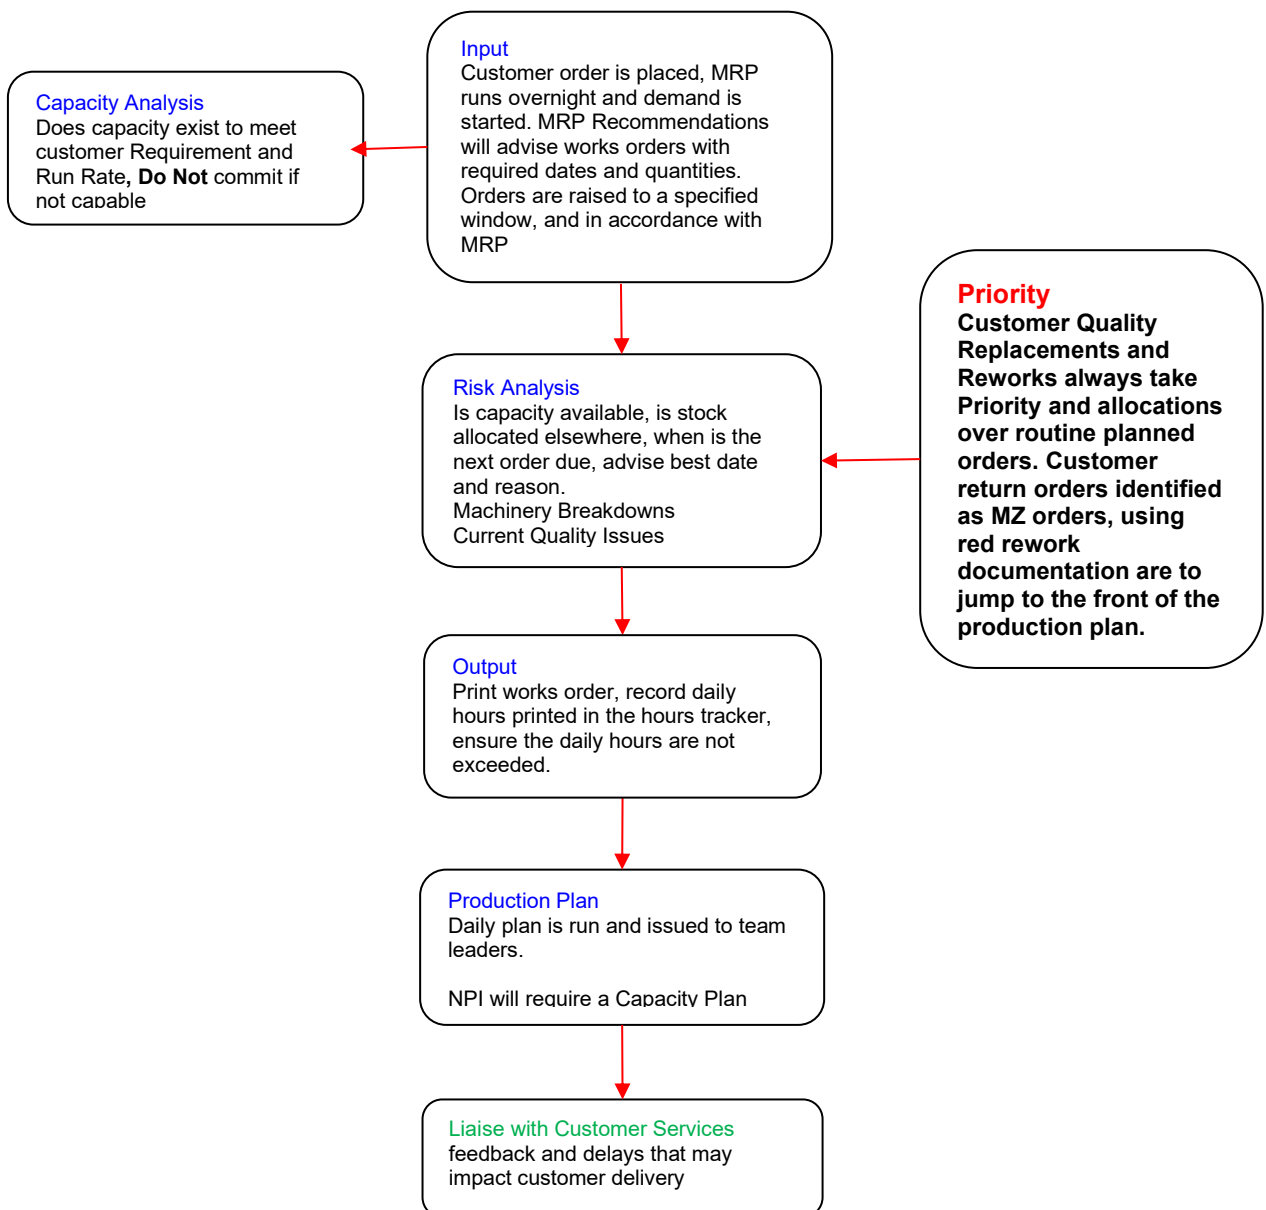 Input
Customer order is placed, MRP
runs overnight and demand is
started. MRP Recommendations
will advise works orders with
required dates and quantities.
Orders are raised to a specified
window, and in accordance with
MRP
Capacity Analysis
Does capacity exist to meet
customer Requirement and
Run Rate, Do Not commit if
not capable
Priority
Customer Quality
Replacements and
Reworks always take
Priority and allocations
over routine planned
orders. Customer
return orders identified
as MZ orders, using
red rework
documentation are to
jump to the front of the
production plan.
Risk Analysis
Is capacity available, is stock
allocated elsewhere, when is the
next order due, advise best date
and reason.
Machinery Breakdowns
Current Quality Issues
Output
Print works order, record daily
hours printed in the hours tracker,
ensure the daily hours are not
exceeded.
Production Plan
Daily plan is run and issued to team
leaders.
NPI will require a Capacity Plan
Liaise with Customer Services
feedback and delays that may
impact customer delivery